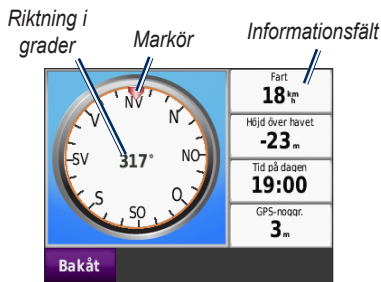 Riktning i
grader
Markör
Informationsfält
Fart
18 km/h
Höjd över havet
-23 m
Tid på dagen
19:00
GPS-noggr.
3 m
NV
N
NO
O
SO
S
SV
V
317°
Bakåt